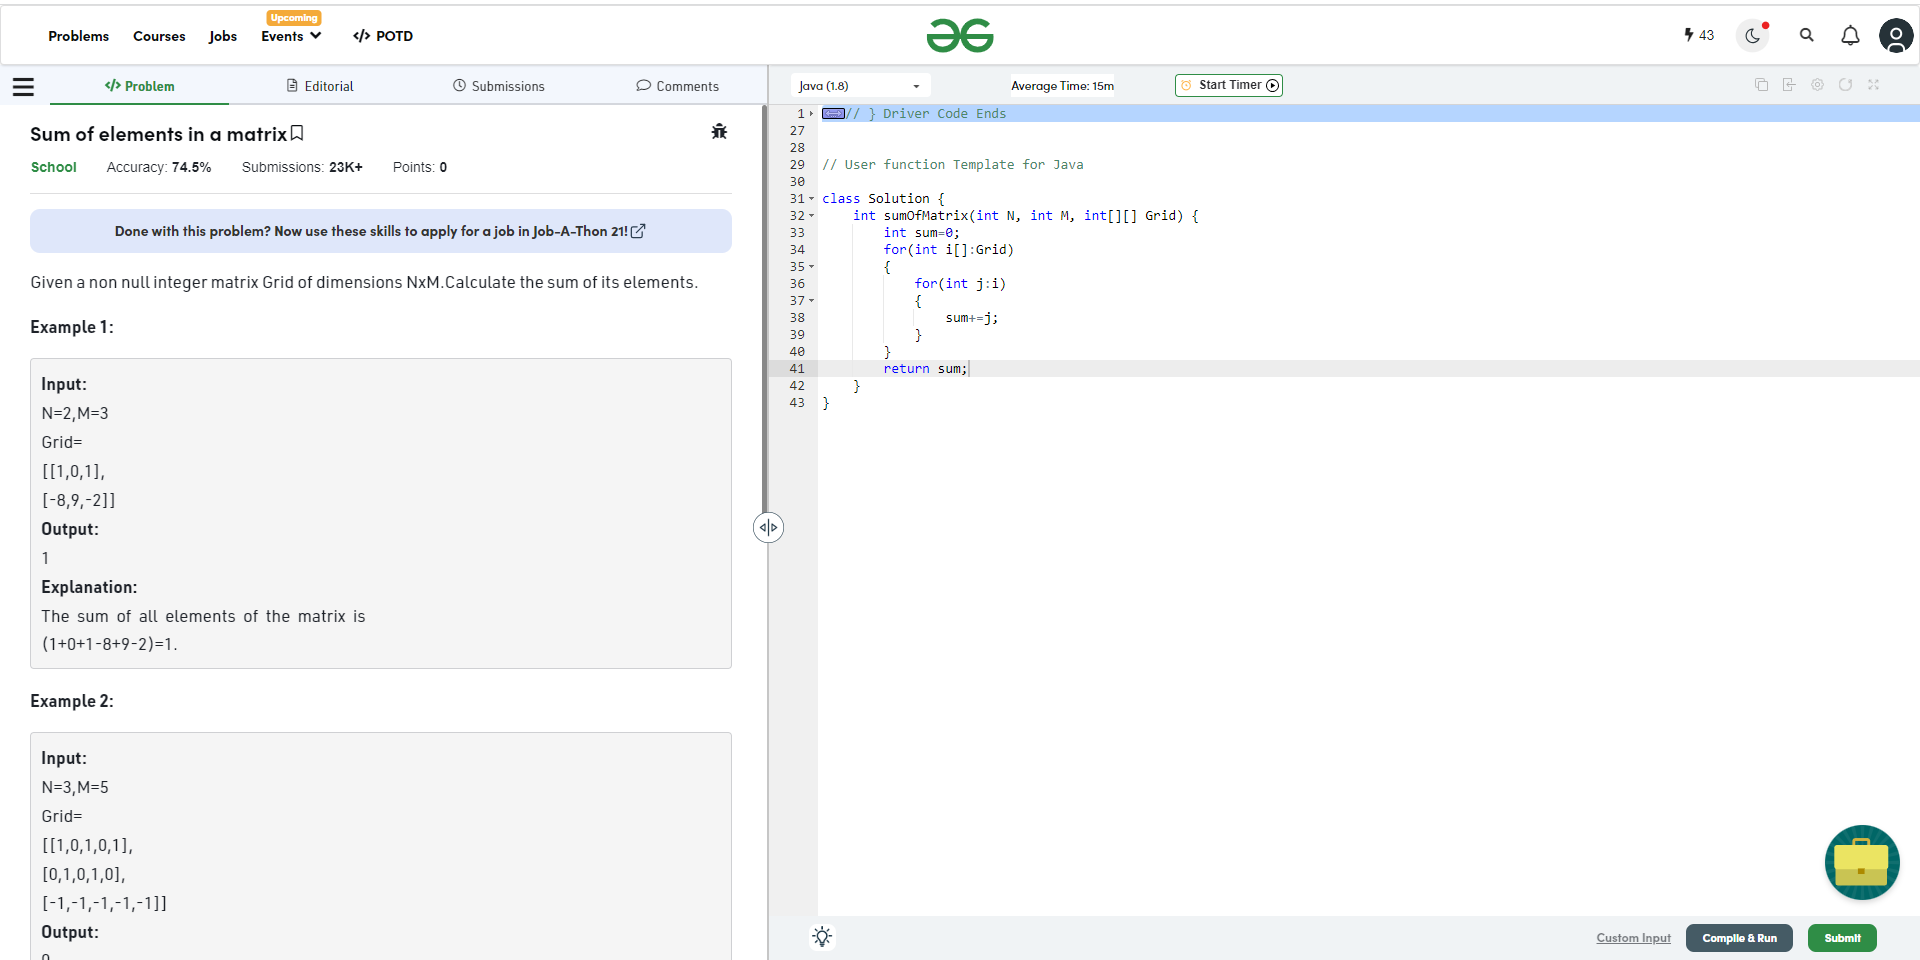 Problems Courses Jobs Events Upcoming </> POTD 43
</> Problem Editorial Submissions Comments
Sum of elements in a matrix
School Accuracy: 74.5% Submissions: 23K+ Points: 0
Done with this problem? Now use these skills to apply for a job in Job-A-Thon 21!
Given a non null integer matrix Grid of dimensions NxM.Calculate the sum of its elements.
Example 1:
Input:
N=2,M=3
Grid=
[[1,0,1],
[-8,9,-2]]
Output:
1
Explanation:
The sum of all elements of the matrix is
(1+0+1-8+9-2)=1.
Example 2:
Input:
N=3,M=5
Grid=
[[1,0,1,0,1],
[0,1,0,1,0],
[-1,-1,-1,-1,-1]]
Output:
0
Java (1.8) Average Time: 15m Start Timer
1 // } Driver Code Ends
27
28
29 // User function Template for Java
30
31 class Solution {
32 int sumOfMatrix(int N, int M, int[][] Grid) {
33 int sum=0;
34 for(int i[]:Grid)
35 {
36 for(int j:i)
37 {
38 sum+=j;
39 }
40 }
41 return sum;
42 }
43 }
Custom Input Compile & Run Submit